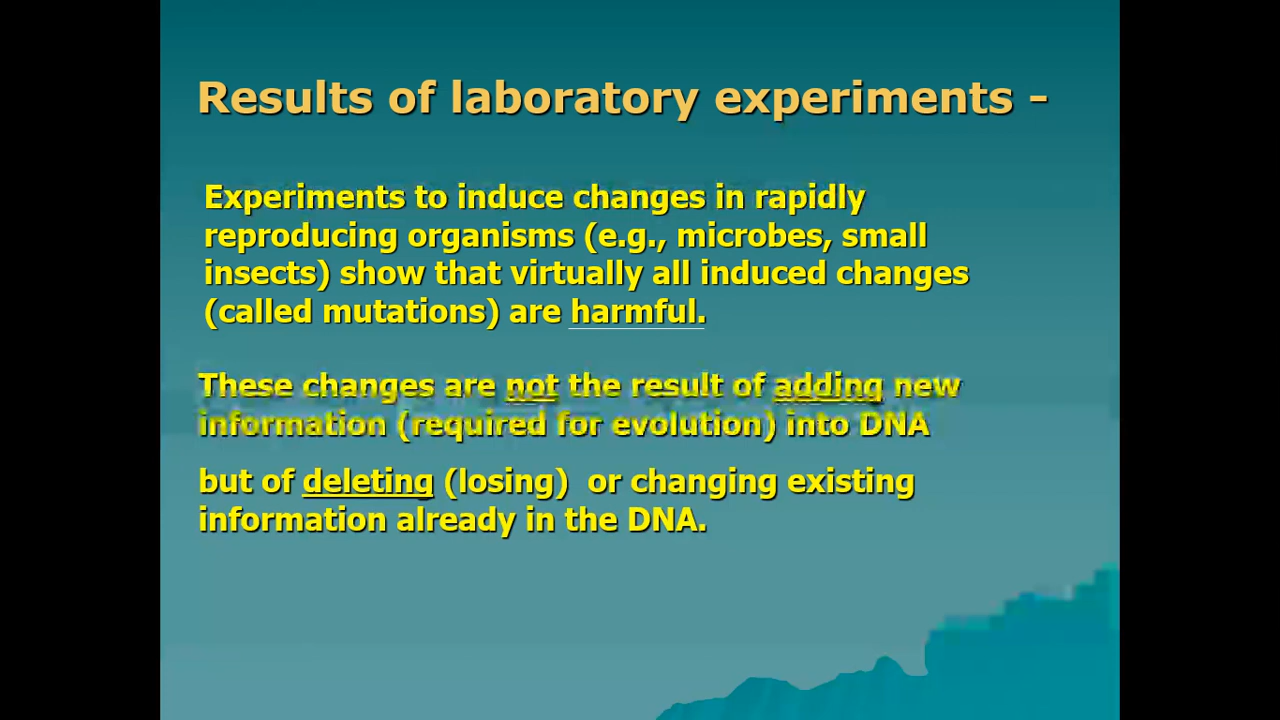 Results of laboratory experiments -
Experiments to induce changes in rapidly
reproducing organisms (e.g., microbes, small
insects) show that virtually all induced changes
(called mutations) are harmful.
These changes are not the result of adding new
information (required for evolution) into DNA
but of deleting (losing)  or changing existing
information already in the DNA.